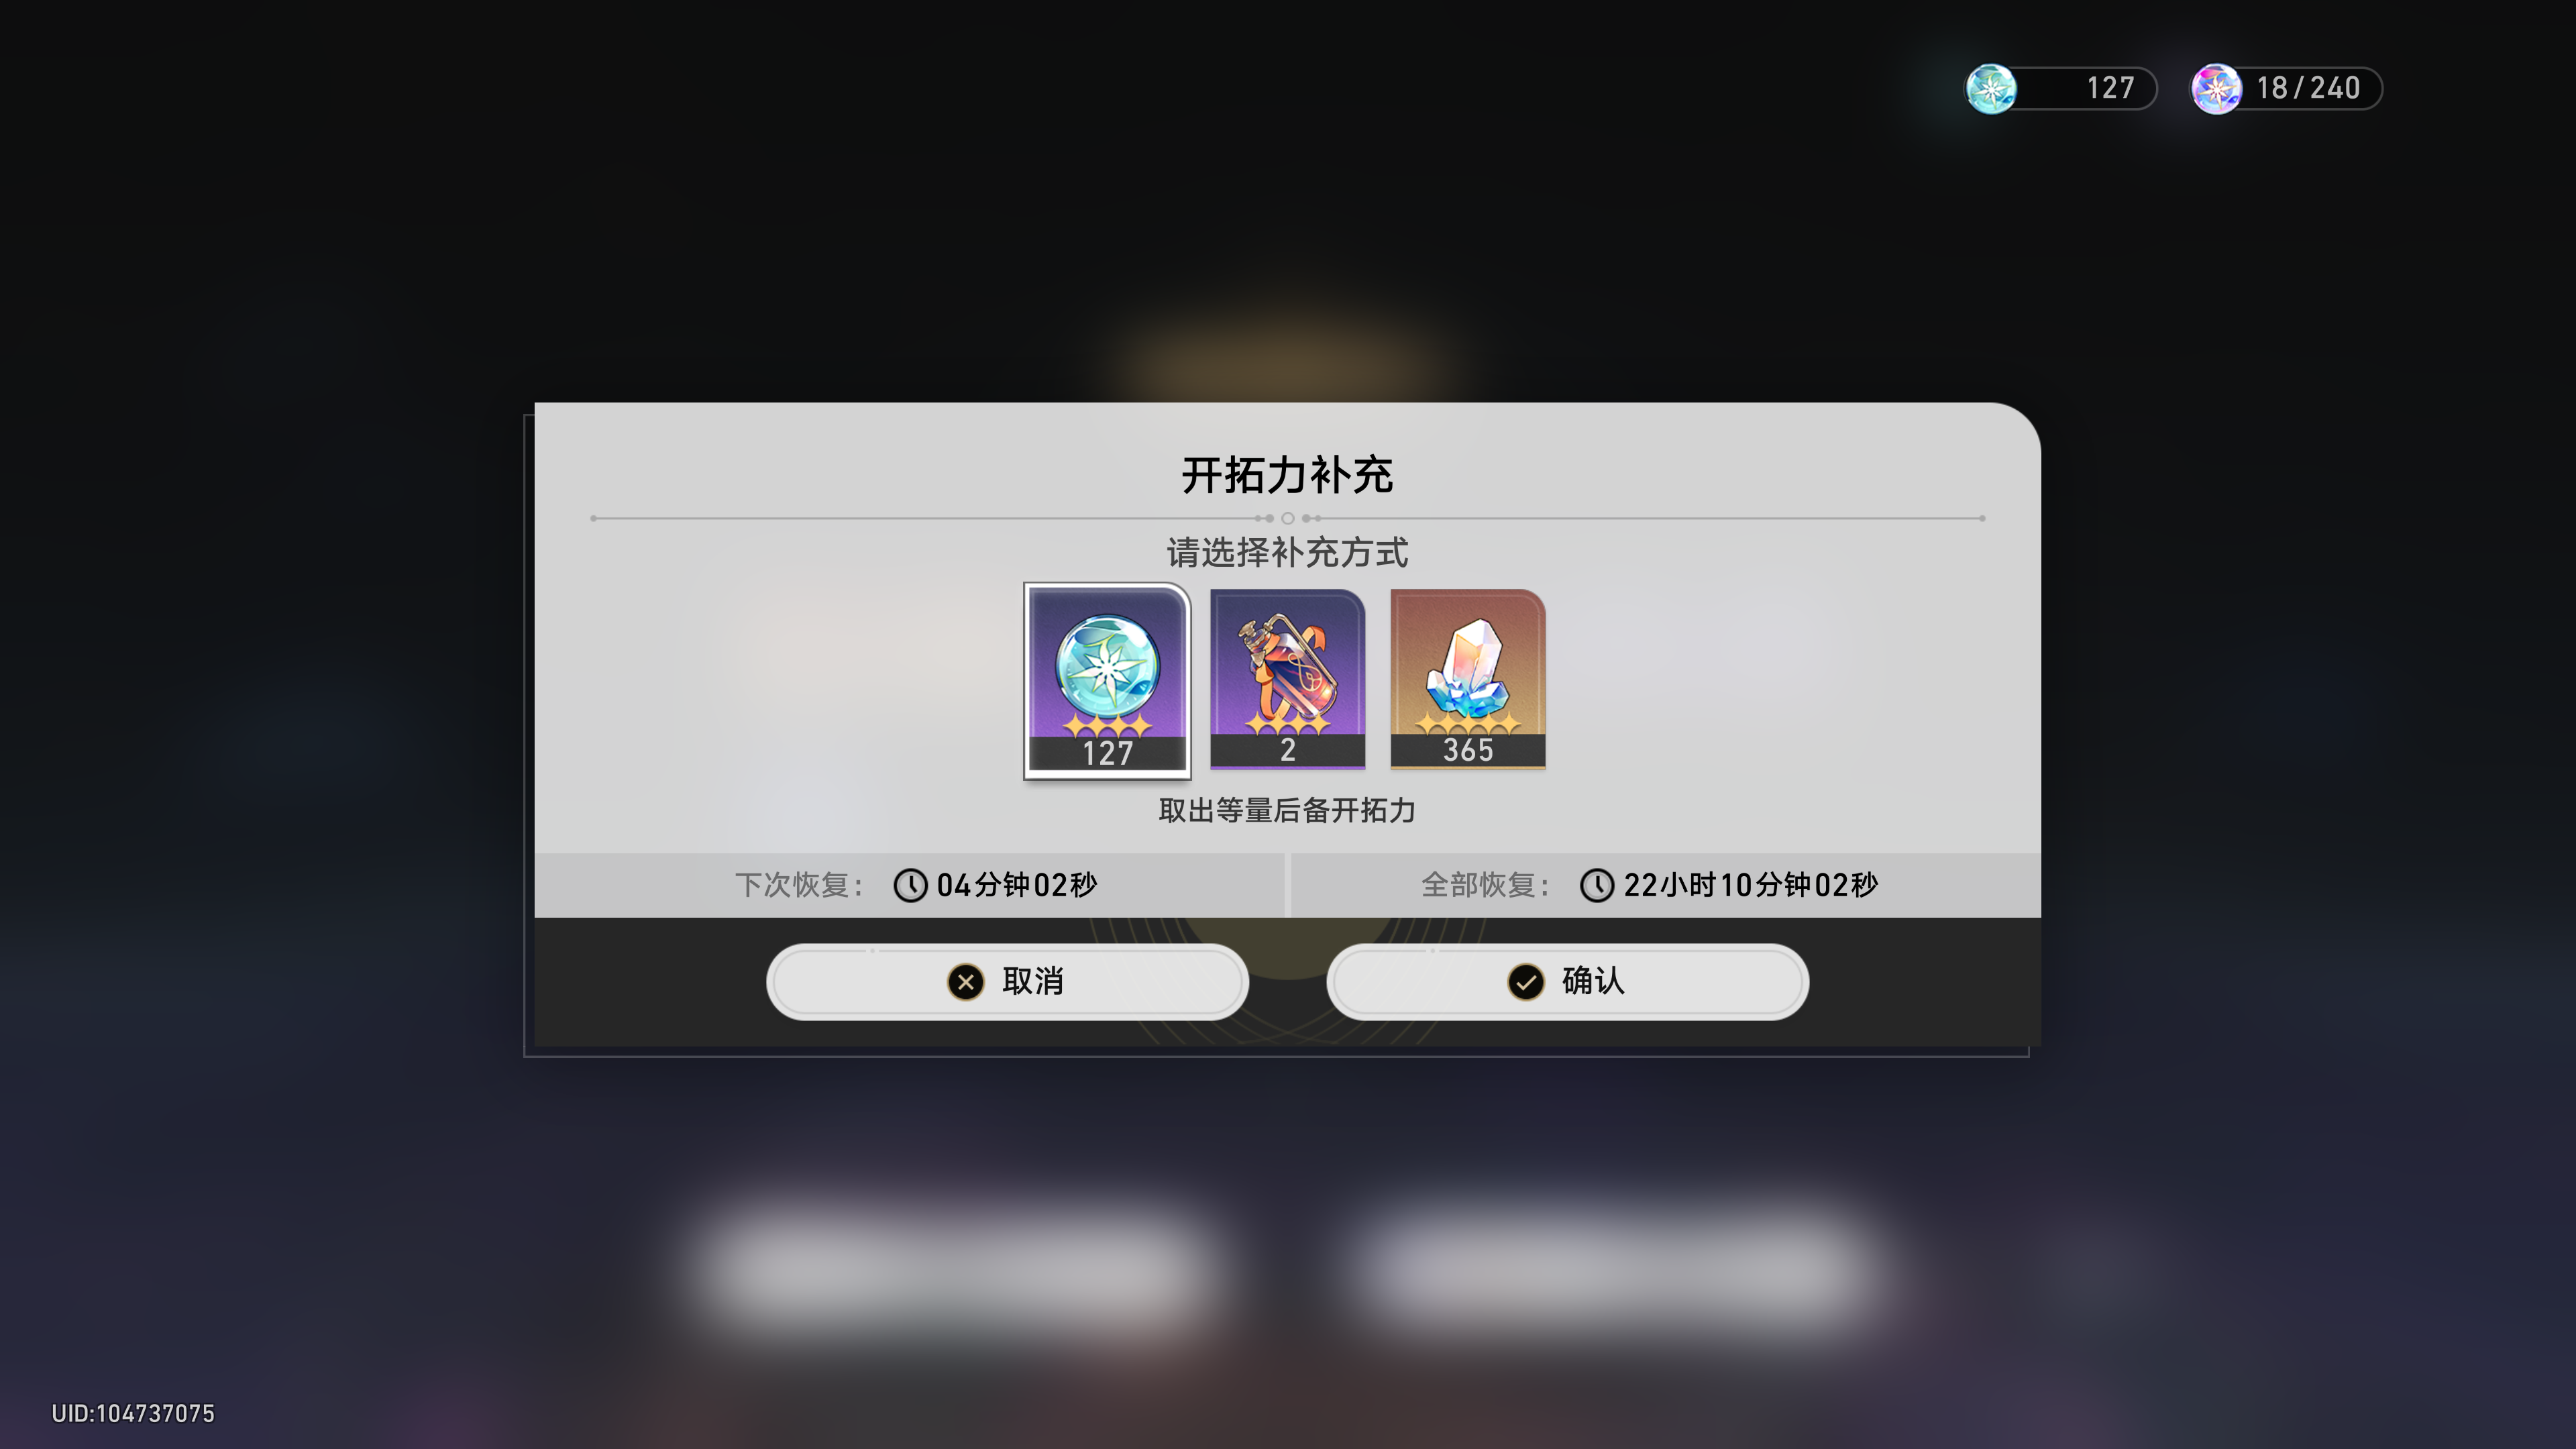 127
18/240
开拓力补充
请选择补充方式
127
2
365
取出等量后备开拓力
下次恢复： 04分钟02秒
全部恢复： 22小时10分钟02秒
取消
确认
UID:104737075